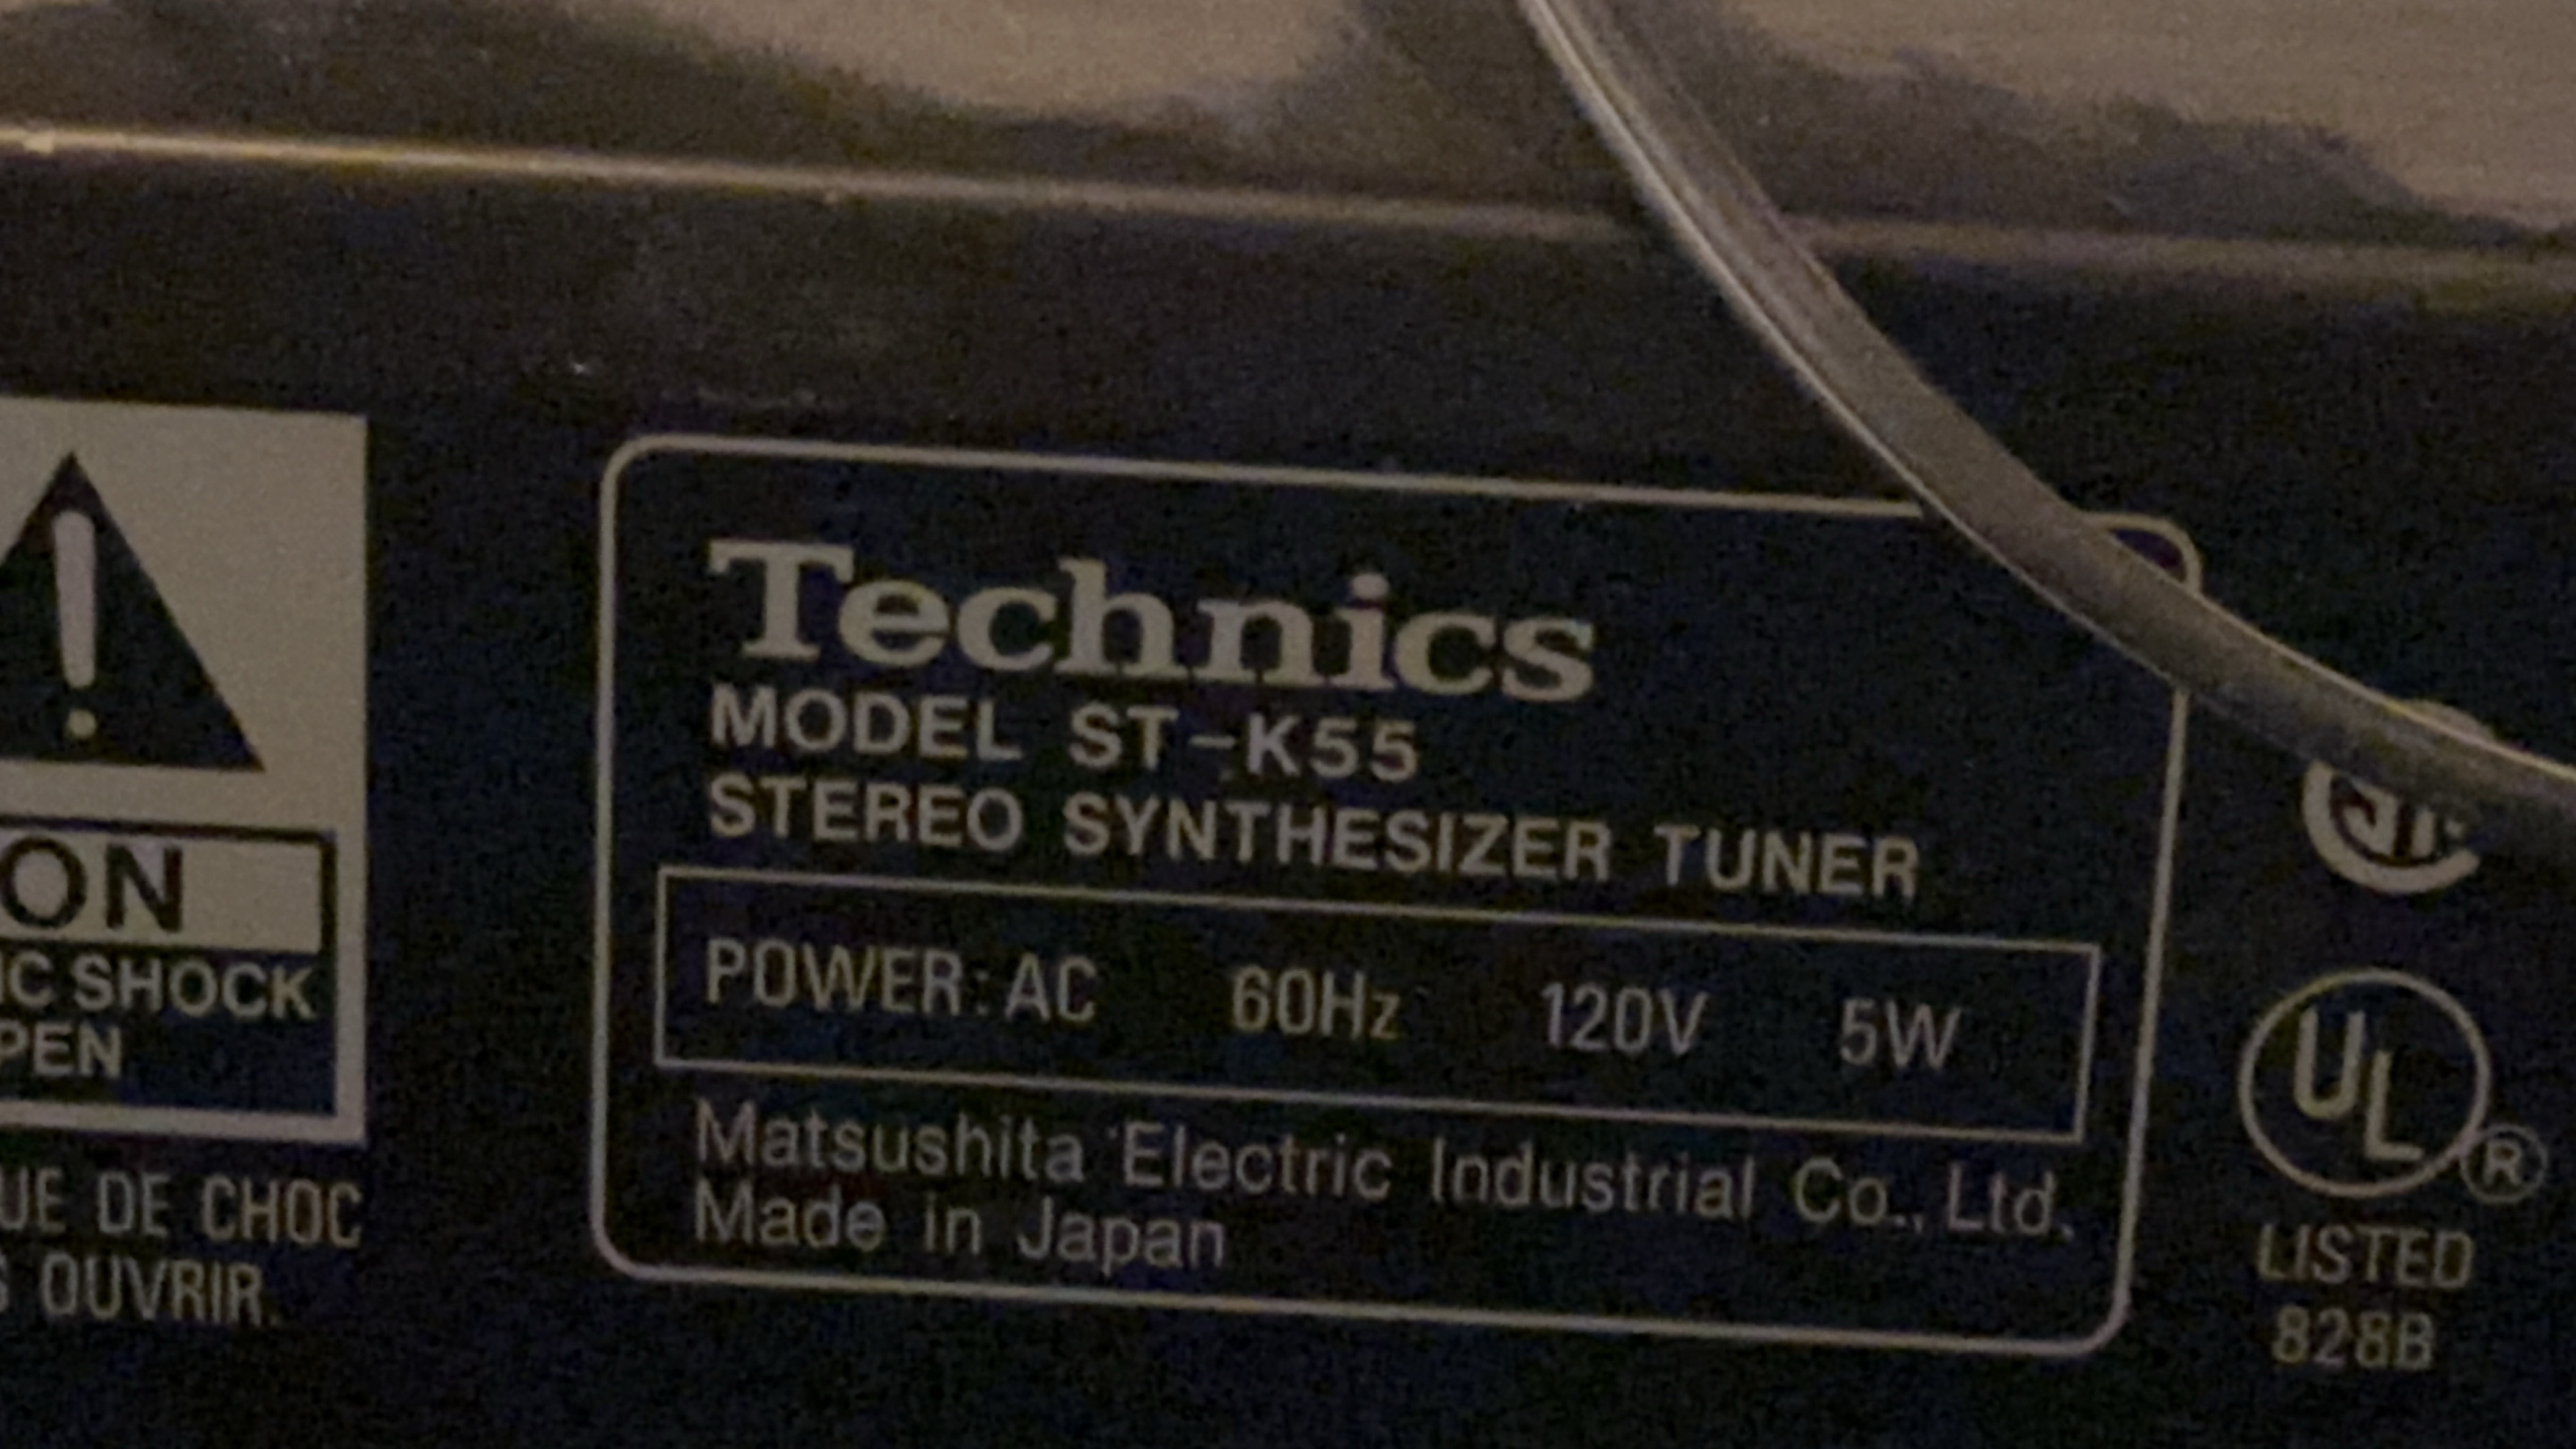 !
ON
IC SHOCK
PEN
UE DE CHOC
S OUVRIR.
Technics
MODEL ST-K55
STEREO SYNTHESIZER TUNER
POWER: AC 60Hz 120V 5W
Matsushita Electric Industrial Co., Ltd.
Made in Japan
UL ®
LISTED
828B